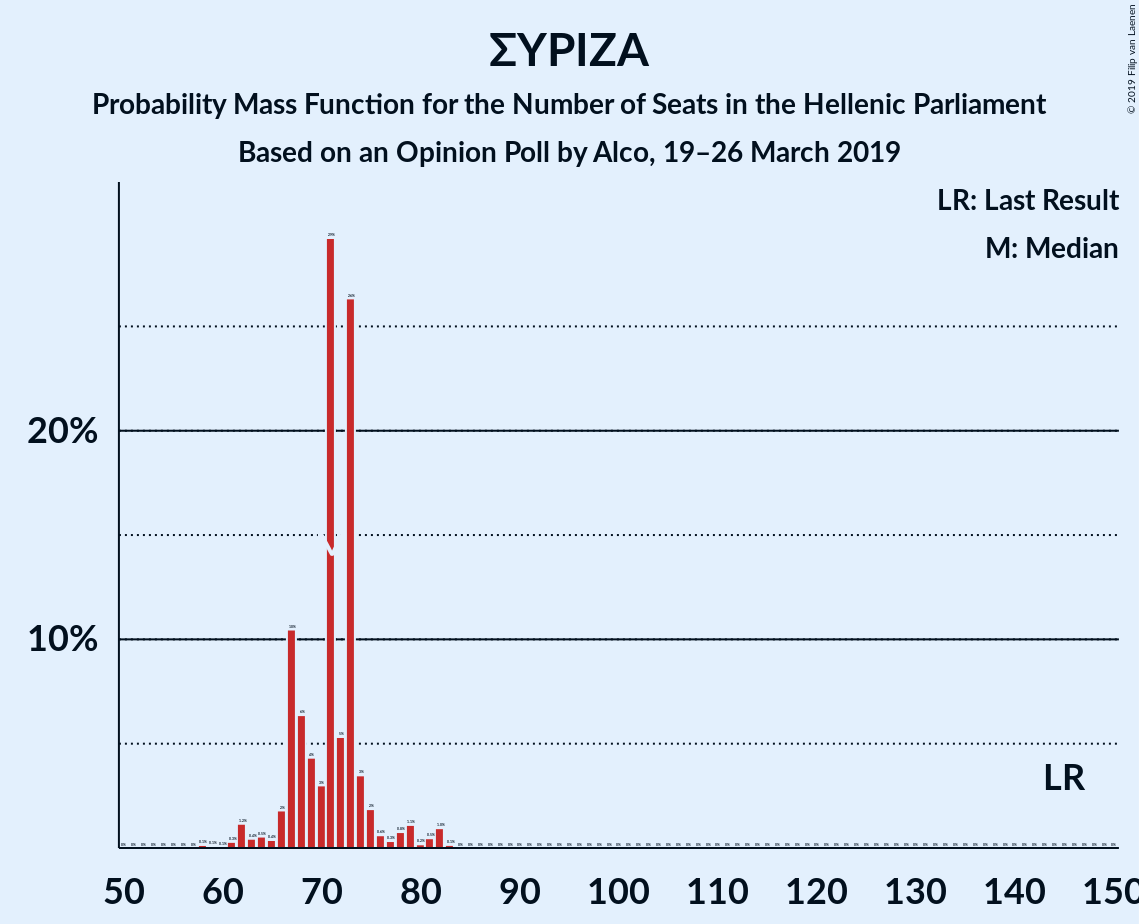 ΣΥΡΙΖΑ
Probability Mass Function for the Number of Seats in the Hellenic Parliament
Based on an Opinion Poll by Alco, 19–26 March 2019
© 2019 Filip van Laenen
LR: Last Result
M: Median
20%
10%
LR
50 60 70 80 90 100 110 120 130 140 150